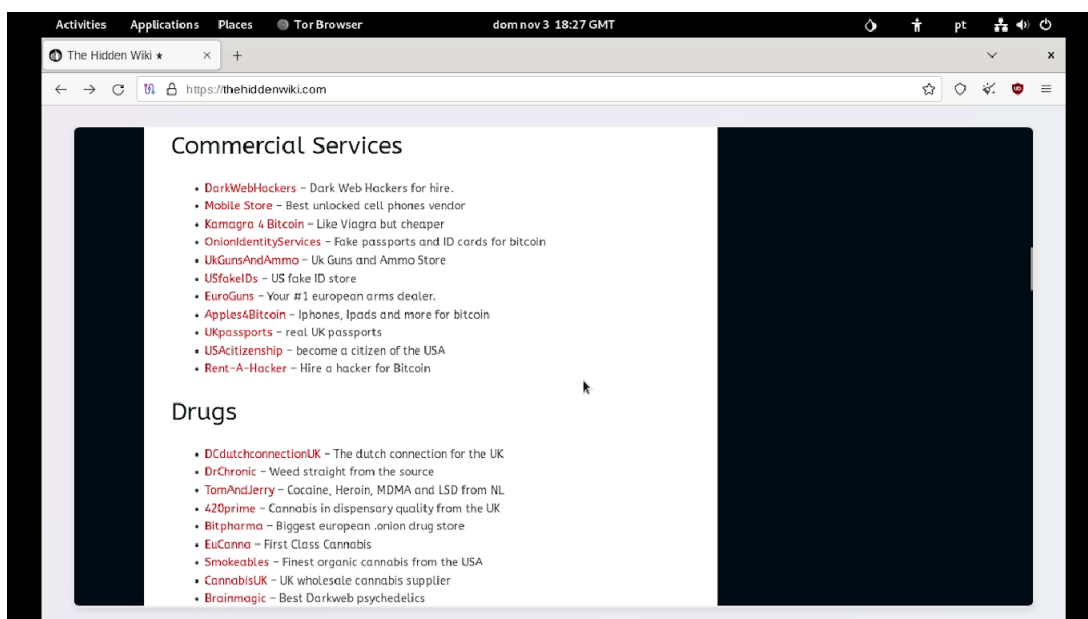 Activities Applications Places Tor Browser dom nov 3 18:27 GMT pt
The Hidden Wiki ★ × +
https://thehiddenwiki.com
Commercial Services
• DarkWebHackers – Dark Web Hackers for hire.
• Mobile Store – Best unlocked cell phones vendor
• Kamagra 4 Bitcoin – Like Viagra but cheaper
• OnionIdentityServices – Fake passports and ID cards for bitcoin
• UkGunsAndAmmo – Uk Guns and Ammo Store
• USfakeIDs – US fake ID store
• EuroGuns – Your #1 european arms dealer.
• Apples4Bitcoin – Iphones, Ipads and more for bitcoin
• UKpassports – real UK passports
• USAcitizenship – become a citizen of the USA
• Rent-A-Hacker – Hire a hacker for Bitcoin
Drugs
• DCdutchconnectionUK – The dutch connection for the UK
• DrChronic – Weed straight from the source
• TomAndJerry – Cocaine, Heroin, MDMA and LSD from NL
• 420prime – Cannabis in dispensary quality from the UK
• Bitpharma – Biggest european .onion drug store
• EuCanna – First Class Cannabis
• Smokeables – Finest organic cannabis from the USA
• CannabisUK – UK wholesale cannabis supplier
• Brainmagic – Best Darkweb psychedelics